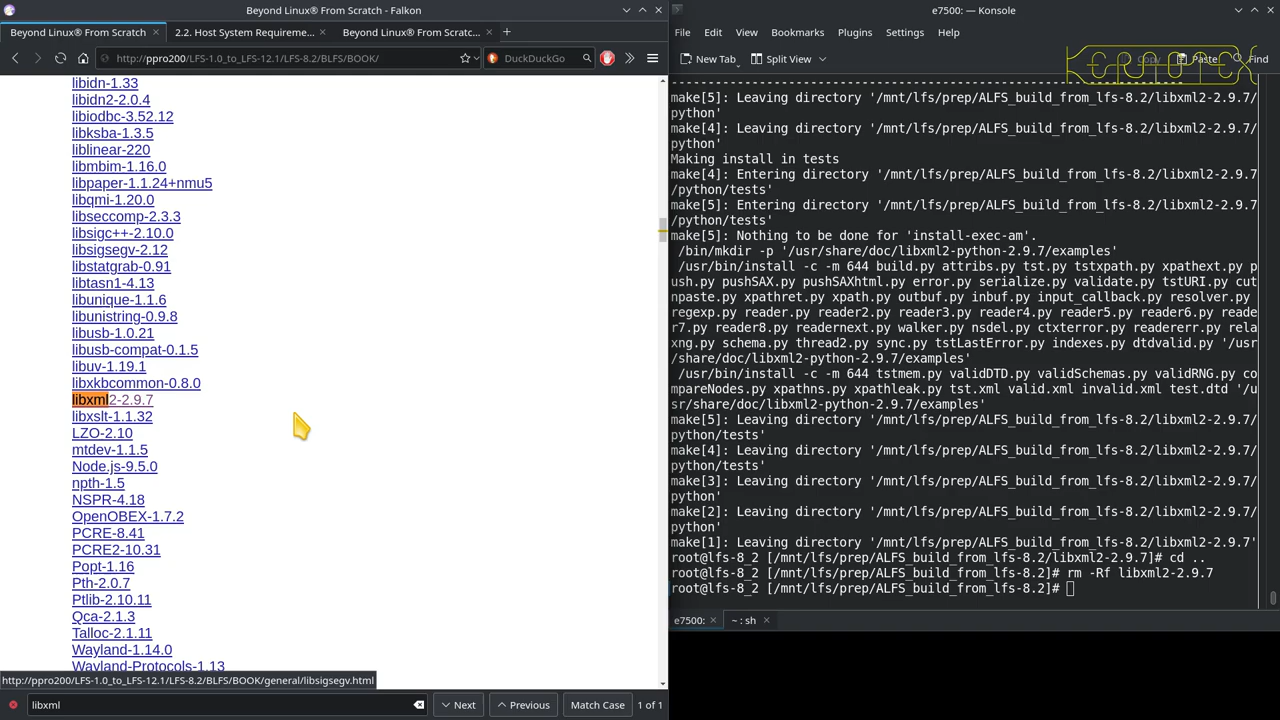 Beyond Linux® From Scratch - Falkon
Beyond Linux® From Scratch
2.2. Host System Requireme...
Beyond Linux® From Scratc...
http://ppro200/LFS-1.0_to_LFS-12.1/LFS-8.2/BLFS/BOOK/
DuckDuckGo
libidn-1.33
libidn2-2.0.4
libiodbc-3.52.12
libksba-1.3.5
liblinear-220
libmbim-1.16.0
libpaper-1.1.24+nmu5
libqmi-1.20.0
libseccomp-2.3.3
libsigc++-2.10.0
libsigsegv-2.12
libstatgrab-0.91
libtasn1-4.13
libunique-1.1.6
libunistring-0.9.8
libusb-1.0.21
libusb-compat-0.1.5
libuv-1.19.1
libxkbcommon-0.8.0
libxml2-2.9.7
libxslt-1.1.32
LZO-2.10
mtdev-1.1.5
Node.js-9.5.0
npth-1.5
NSPR-4.18
OpenOBEX-1.7.2
PCRE-8.41
PCRE2-10.31
Popt-1.16
Pth-2.0.7
Ptlib-2.10.11
Qca-2.1.3
Talloc-2.1.11
Wayland-1.14.0
Wayland-Protocols-1.13
http://ppro200/LFS-1.0_to_LFS-12.1/LFS-8.2/BLFS/BOOK/general/libsigsegv.html
libxml
Next
Previous
Match Case
1 of 1
e7500: — Konsole
File Edit View Bookmarks Plugins Settings Help
New Tab
Split View
Copy
Paste
Find
make[5]: Leaving directory '/mnt/lfs/prep/ALFS_build_from_lfs-8.2/libxml2-2.9.7/
python'
make[4]: Leaving directory '/mnt/lfs/prep/ALFS_build_from_lfs-8.2/libxml2-2.9.7/
python'
Making install in tests
make[4]: Entering directory '/mnt/lfs/prep/ALFS_build_from_lfs-8.2/libxml2-2.9.7
/python/tests'
make[5]: Entering directory '/mnt/lfs/prep/ALFS_build_from_lfs-8.2/libxml2-2.9.7
/python/tests'
make[5]: Nothing to be done for 'install-exec-am'.
/bin/mkdir -p '/usr/share/doc/libxml2-python-2.9.7/examples'
/usr/bin/install -c -m 644 build.py attribs.py tst.py tstxpath.py xpathext.py p
ush.py pushSAX.py pushSAXhtml.py error.py serialize.py validate.py tstURI.py cut
npaste.py xpathret.py xpath.py outbuf.py inbuf.py input_callback.py resolver.py
regexp.py reader.py reader2.py reader3.py reader4.py reader5.py reader6.py reade
r7.py reader8.py readernext.py walker.py nsdel.py ctxterror.py readererr.py rela
xng.py schema.py thread2.py sync.py tstLastError.py indexes.py dtdvalid.py '/usr
/share/doc/libxml2-python-2.9.7/examples'
/usr/bin/install -c -m 644 tstmem.py validDTD.py validSchemas.py validRNG.py co
mpareNodes.py xpathns.py xpathleak.py tst.xml valid.xml invalid.xml test.dtd '/u
sr/share/doc/libxml2-python-2.9.7/examples'
make[5]: Leaving directory '/mnt/lfs/prep/ALFS_build_from_lfs-8.2/libxml2-2.9.7/
python/tests'
make[4]: Leaving directory '/mnt/lfs/prep/ALFS_build_from_lfs-8.2/libxml2-2.9.7/
python/tests'
make[3]: Leaving directory '/mnt/lfs/prep/ALFS_build_from_lfs-8.2/libxml2-2.9.7/
python'
make[2]: Leaving directory '/mnt/lfs/prep/ALFS_build_from_lfs-8.2/libxml2-2.9.7/
python'
make[1]: Leaving directory '/mnt/lfs/prep/ALFS_build_from_lfs-8.2/libxml2-2.9.7'
root@lfs-8_2 [/mnt/lfs/prep/ALFS_build_from_lfs-8.2/libxml2-2.9.7]# cd ..
root@lfs-8_2 [/mnt/lfs/prep/ALFS_build_from_lfs-8.2]# rm -Rf libxml2-2.9.7
root@lfs-8_2 [/mnt/lfs/prep/ALFS_build_from_lfs-8.2]#
e7500:
~ : sh